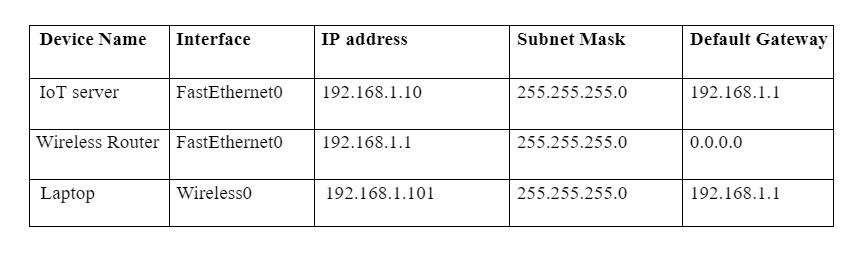 Device Name Interface IP address Subnet Mask Default Gateway
IoT server FastEthernet0 192.168.1.10 255.255.255.0 192.168.1.1
Wireless Router FastEthernet0 192.168.1.1 255.255.255.0 0.0.0.0
Laptop Wireless0 192.168.1.101 255.255.255.0 192.168.1.1